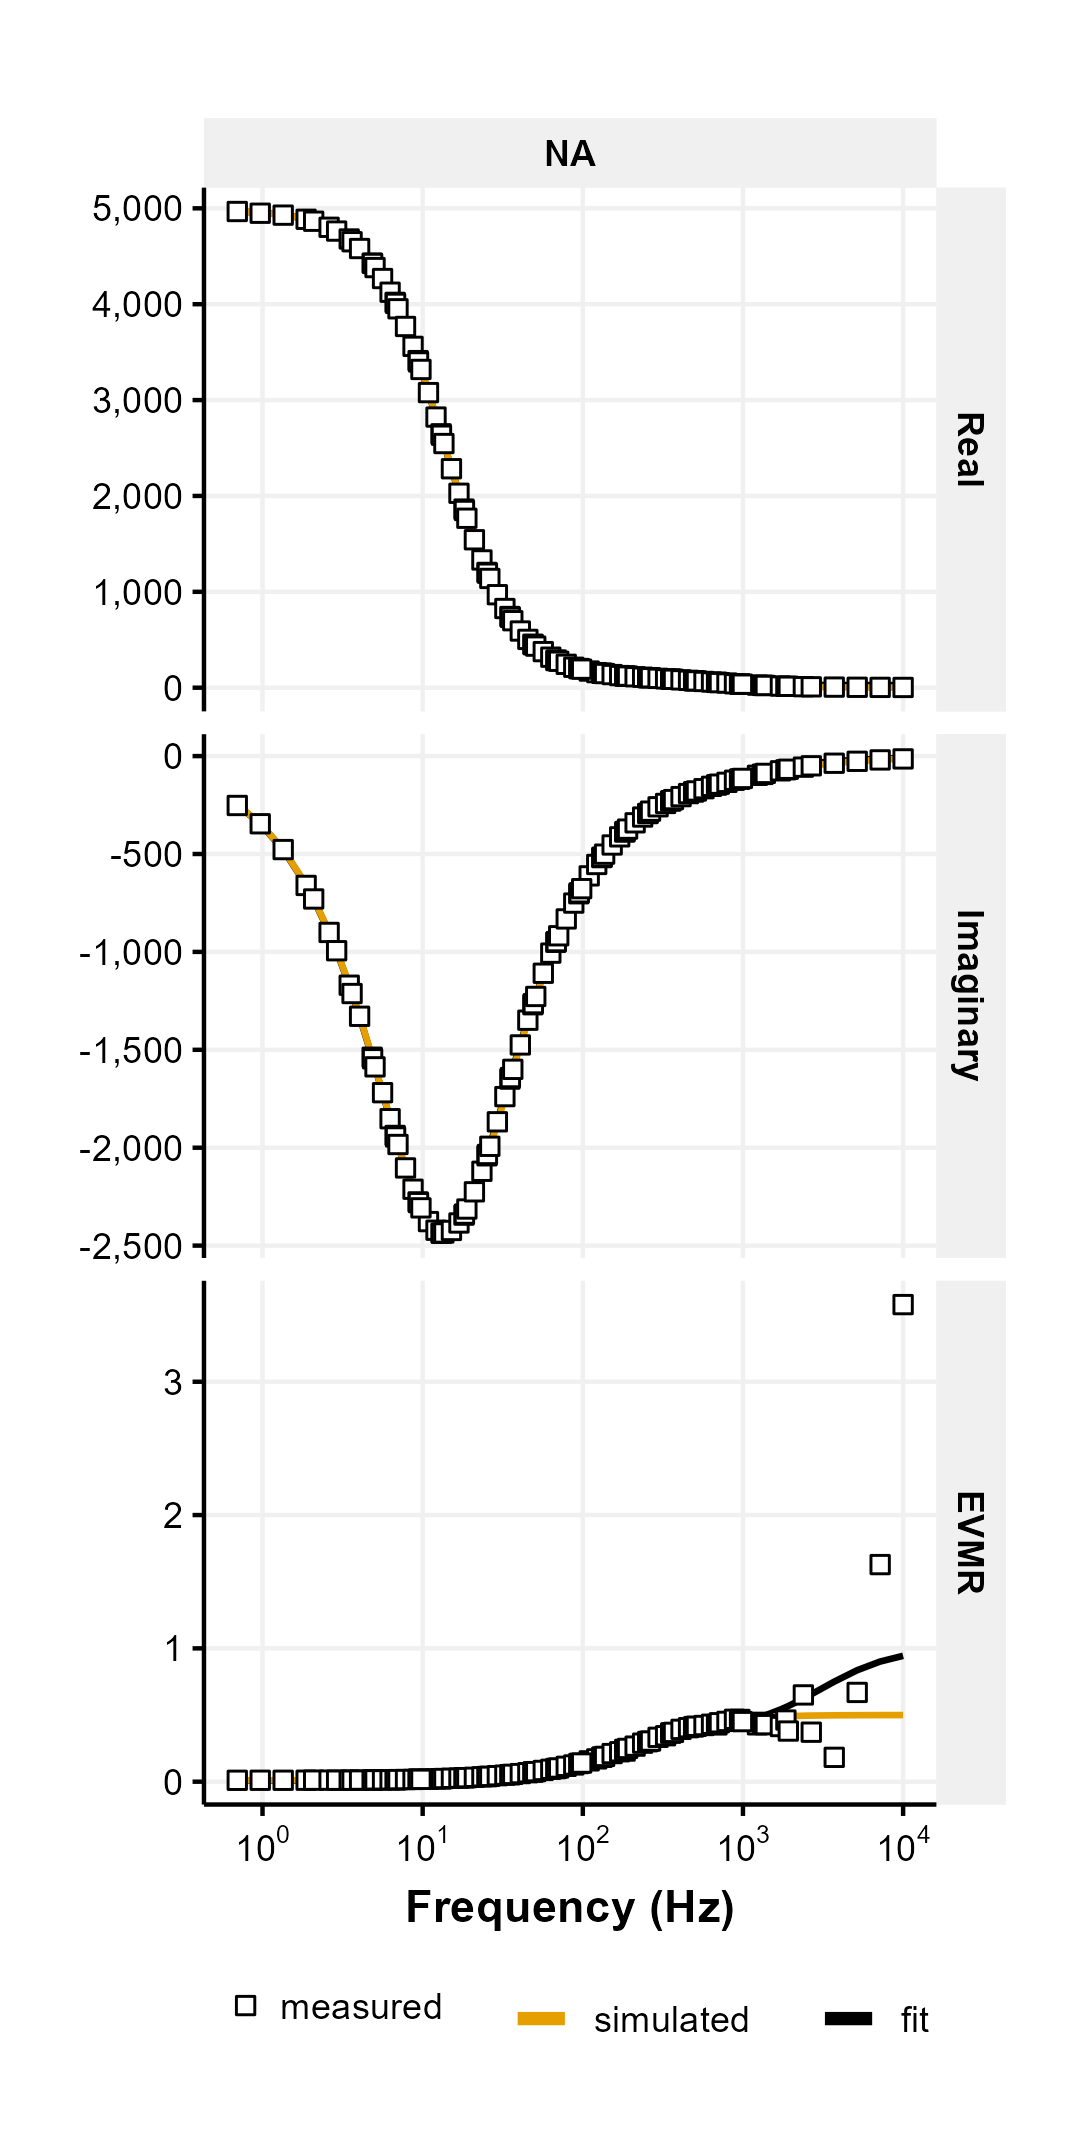 NA
5,000
4,000
3,000
2,000
1,000
0
Real
0
-500
-1,000
-1,500
-2,000
-2,500
Imaginary
3
2
1
0
EVMR
10⁰ 10¹ 10² 10³ 10⁴
Frequency (Hz)
measured simulated fit